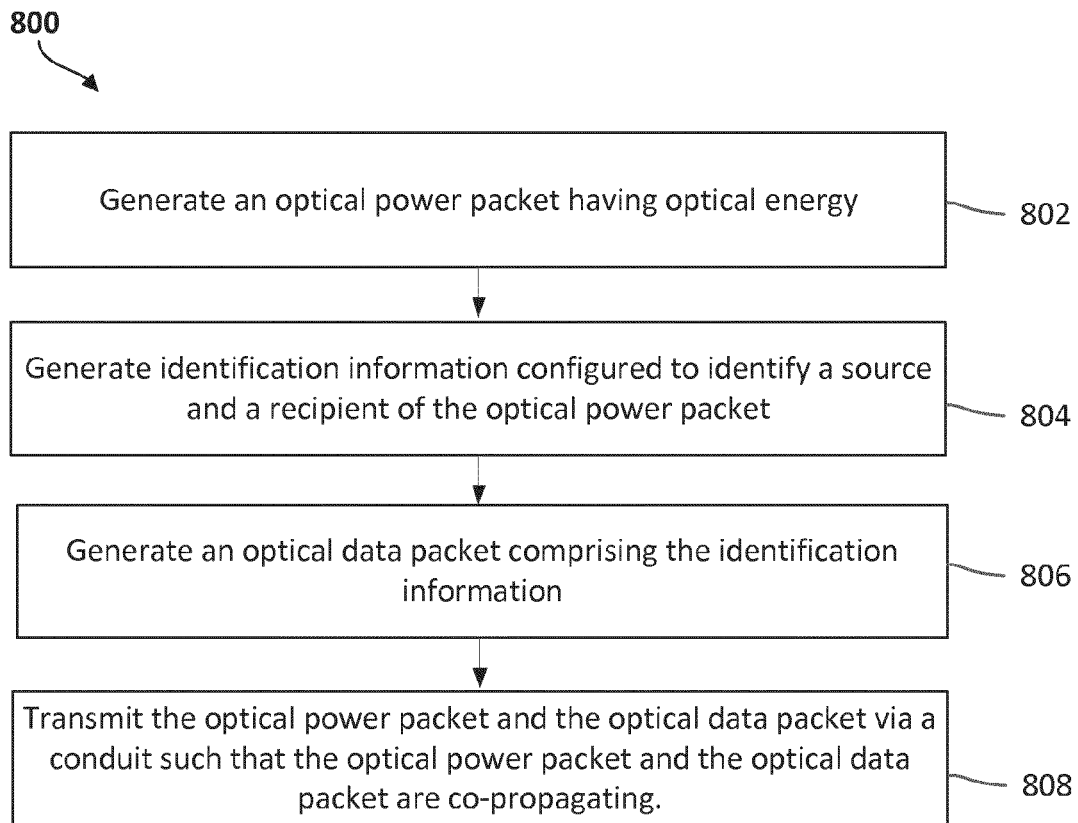 800
Generate an optical power packet having optical energy
802
Generate identification information configured to identify a source
and a recipient of the optical power packet
804
Generate an optical data packet comprising the identification
information
806
Transmit the optical power packet and the optical data packet via a
conduit such that the optical power packet and the optical data
packet are co-propagating.
808